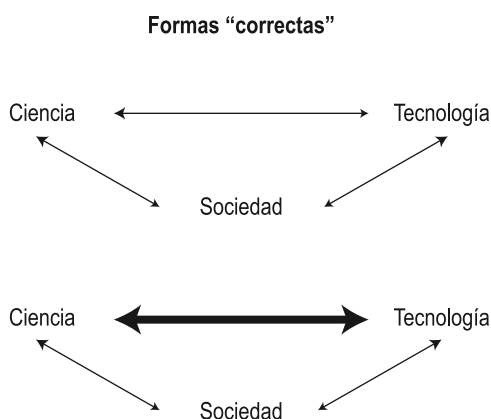 Formas “correctas”
Ciencia
Tecnología
Sociedad
Ciencia
Tecnología
Sociedad